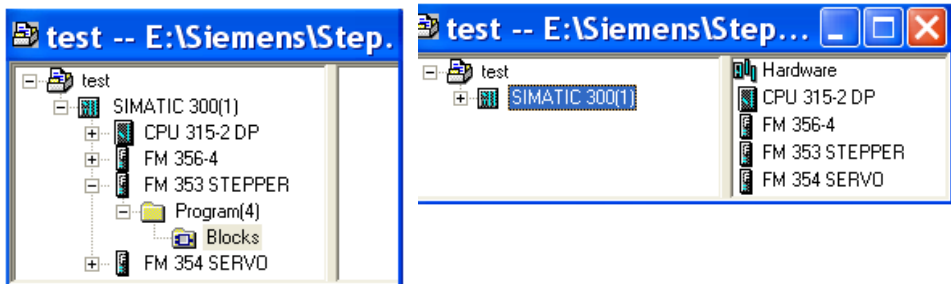 test -- E:\Siemens\Step.
test
SIMATIC 300(1)
CPU 315-2 DP
FM 356-4
FM 353 STEPPER
Program(4)
Blocks
FM 354 SERVO
test -- E:\Siemens\Step...
test
SIMATIC 300(1)
Hardware
CPU 315-2 DP
FM 356-4
FM 353 STEPPER
FM 354 SERVO